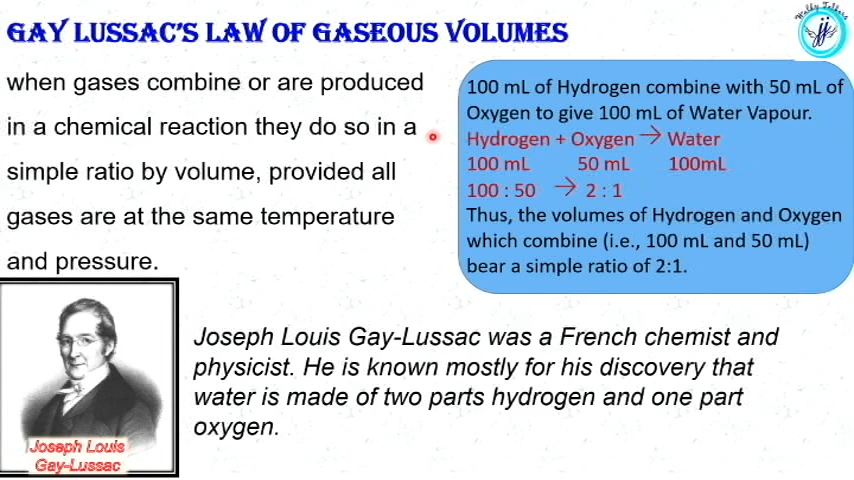 GAY LUSSAC'S LAW OF GASEOUS VOLUMES
Wally Talkers
jj
when gases combine or are produced
in a chemical reaction they do so in a
simple ratio by volume, provided all
gases are at the same temperature
and pressure.
100 mL of Hydrogen combine with 50 mL of
Oxygen to give 100 mL of Water Vapour.
Hydrogen + Oxygen → Water
100 mL 50 mL 100mL
100 : 50 → 2 : 1
Thus, the volumes of Hydrogen and Oxygen
which combine (i.e., 100 mL and 50 mL)
bear a simple ratio of 2:1.
Joseph Louis Gay-Lussac was a French chemist and
physicist. He is known mostly for his discovery that
water is made of two parts hydrogen and one part
oxygen.
Joseph Louis
Gay-Lussac